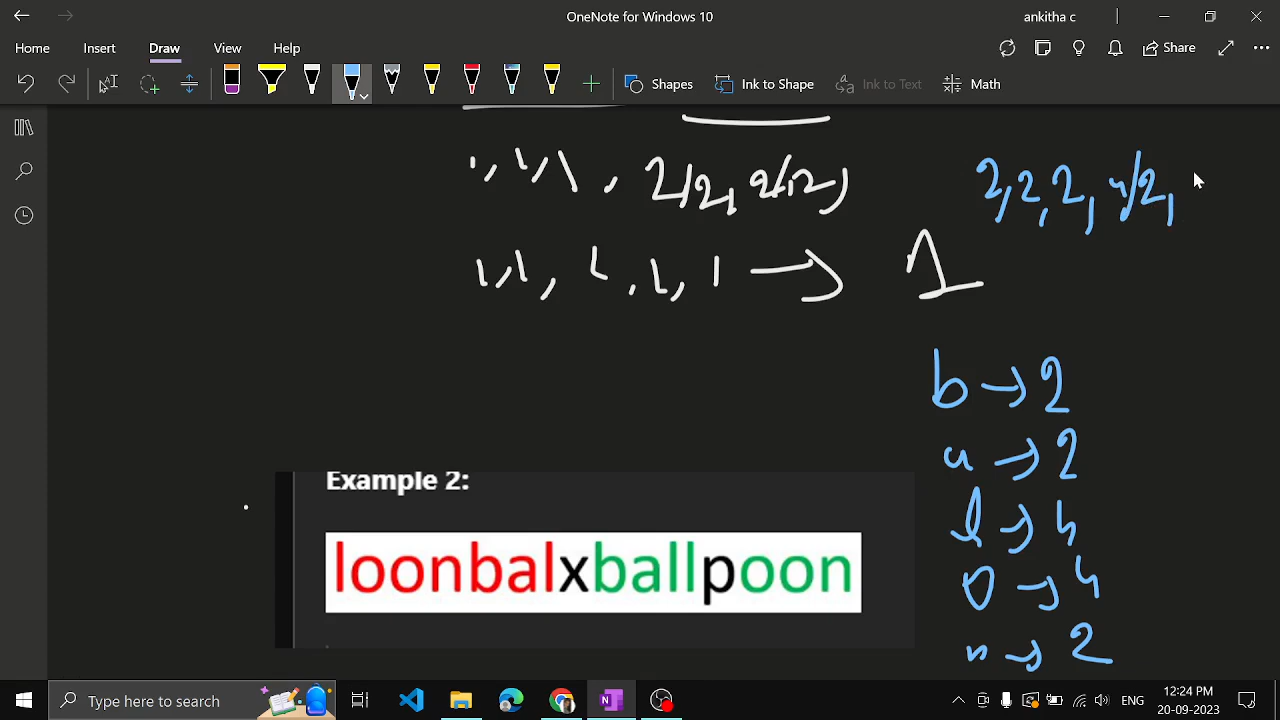 OneNote for Windows 10
ankitha c
Home Insert Draw View Help
Share
Shapes Ink to Shape Ink to Text Math
1, 1, 1, 2/2, 2/2
2, 2, 2, 4/2,
1, 1, 1, 1, 1 → 1
b → 2
a → 2
l → 4
o → 4
n → 2
Example 2:
loonbalxballpoon
Type here to search
ENG
12:24 PM
20-09-2023